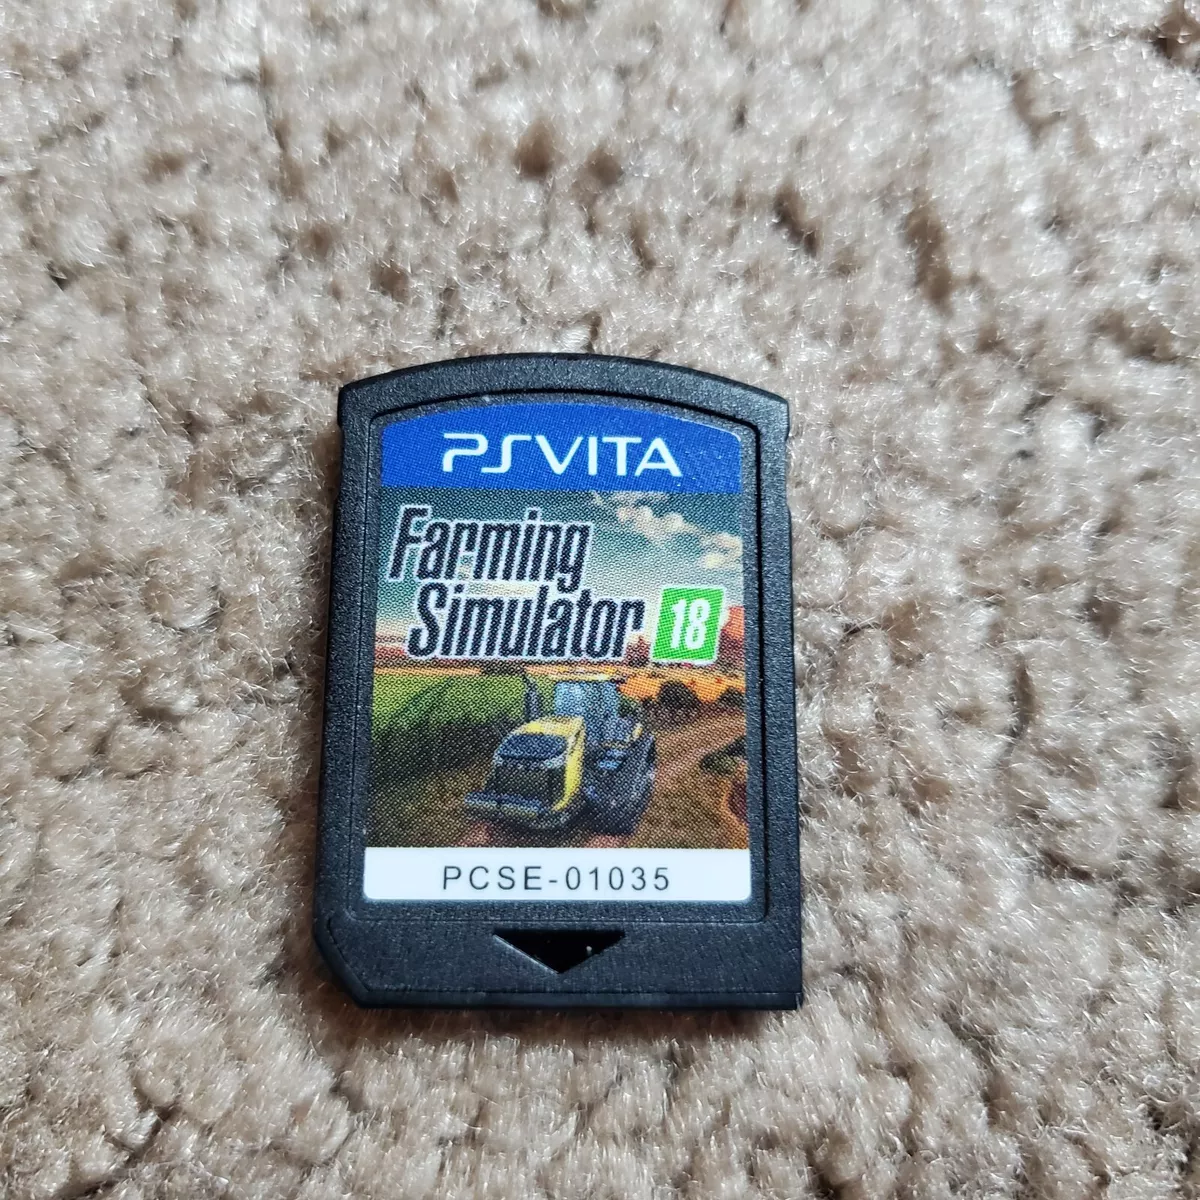 PSVITA
Farming
Simulator 18
PCSE-01035